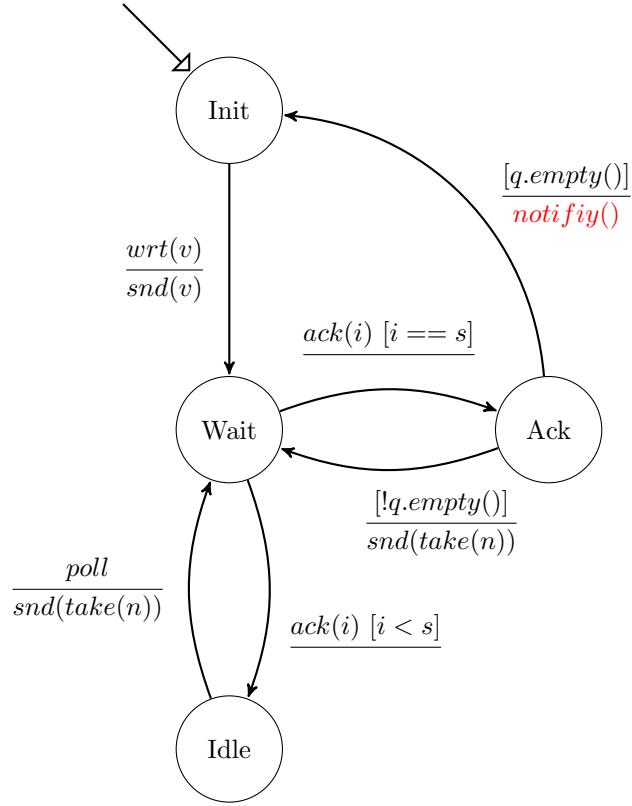 Init
[q.empty()]
notifiy()
wrt(v)
snd(v)
ack(i) [i == s]
Wait
Ack
[!q.empty()]
snd(take(n))
poll
snd(take(n))
ack(i) [i < s]
Idle